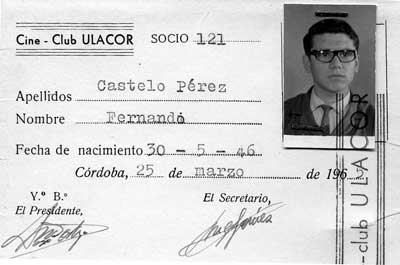 Cine - Club ULACOR
SOCIO 121
Apellidos Castelo Pérez
Nombre Fernando
Fecha de nacimiento 30 - 5 - 46
Córdoba, 25 de marzo de 196
Y.º B.º
El Presidente,
El Secretario,
-club ULACOR